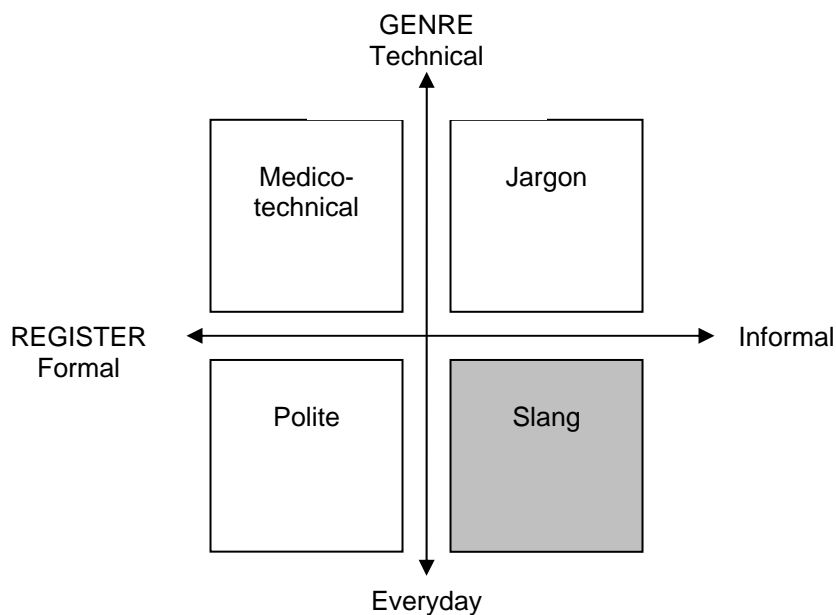 GENRE
Technical
Medico-
technical
Jargon
REGISTER
Formal
Informal
Polite
Slang
Everyday